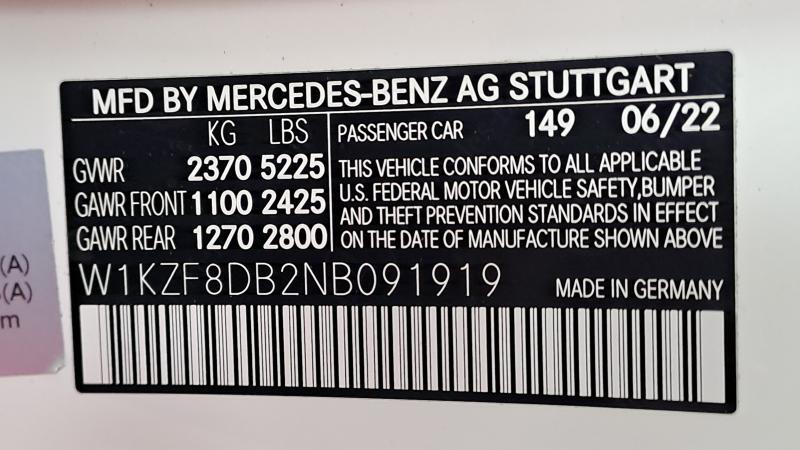 MFD BY MERCEDES-BENZ AG STUTTGART
KG LBS
GVWR 2370 5225
GAWR FRONT 1100 2425
GAWR REAR 1270 2800
PASSENGER CAR 149 06/22
THIS VEHICLE CONFORMS TO ALL APPLICABLE
U.S. FEDERAL MOTOR VEHICLE SAFETY,BUMPER
AND THEFT PREVENTION STANDARDS IN EFFECT
ON THE DATE OF MANUFACTURE SHOWN ABOVE
W1KZF8DB2NB091919 MADE IN GERMANY
(A)
(A)
m